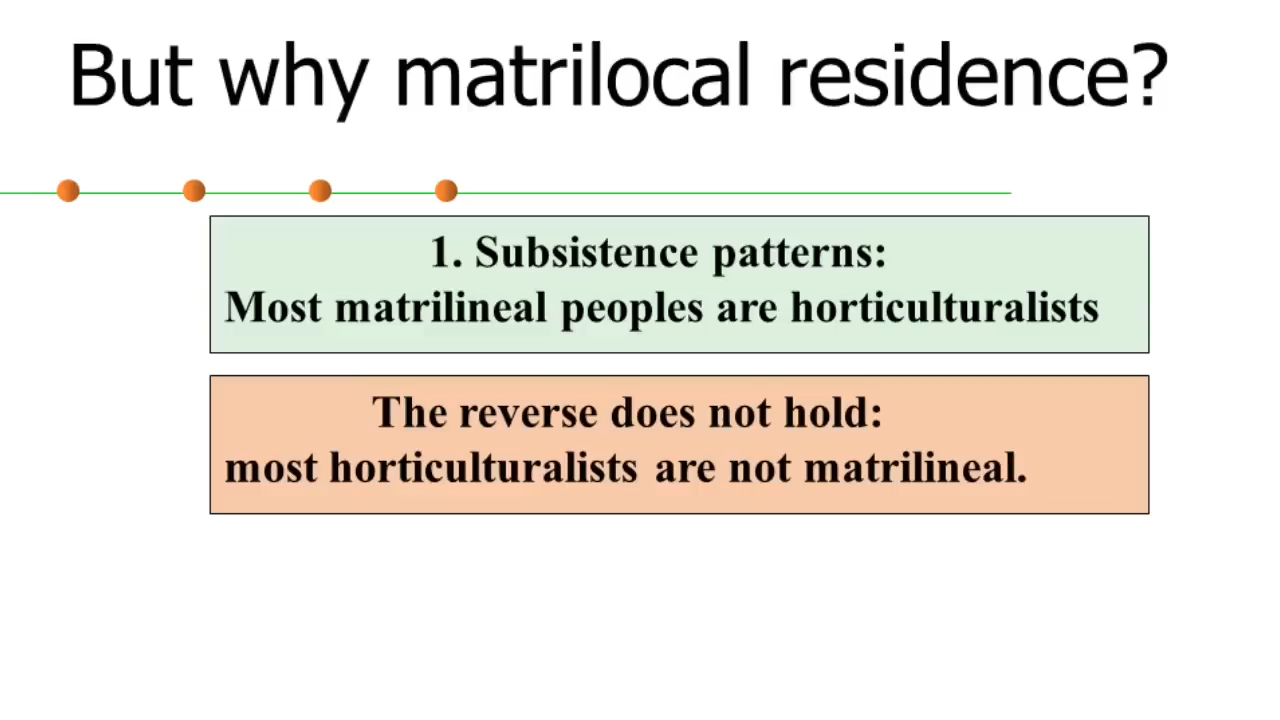 But why matrilocal residence?
1. Subsistence patterns:
Most matrilineal peoples are horticulturalists
The reverse does not hold:
most horticulturalists are not matrilineal.